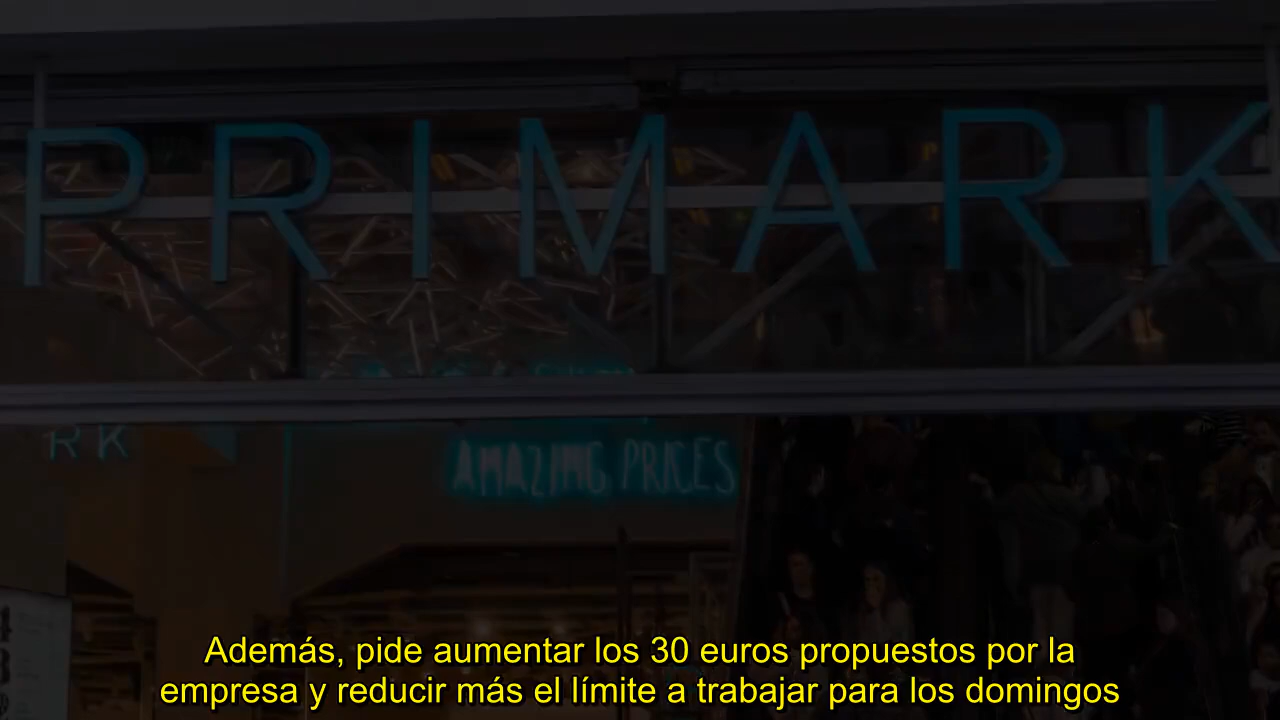 PRIMARK
RK
AMAZING PRICES
Además, pide aumentar los 30 euros propuestos por la
empresa y reducir más el límite a trabajar para los domingos